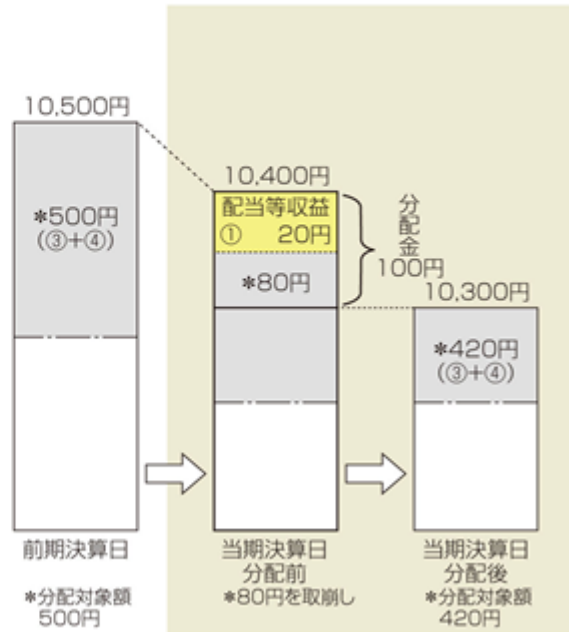 10,500円
*500円
(③+④)
前期決算日
*分配対象額
500円
10,400円
配当等収益
① 20円
*80円
分配金
100円
当期決算日
分配前
*80円を取崩し
10,300円
*420円
(③+④)
当期決算日
分配後
*分配対象額
420円